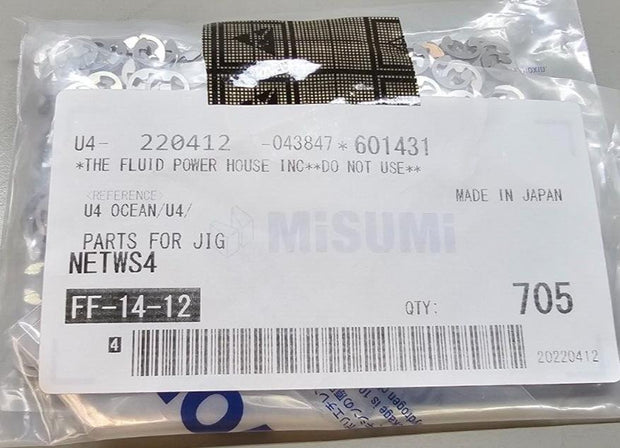 U4- 220412 -043847*601431
*THE FLUID POWER HOUSE INC**DO NOT USE**
<REFERENCE> MADE IN JAPAN
U4 OCEAN/U4/
MiSUMi
PARTS FOR JIG
NETWS4
FF-14-12 QTY: 705
4
20220412